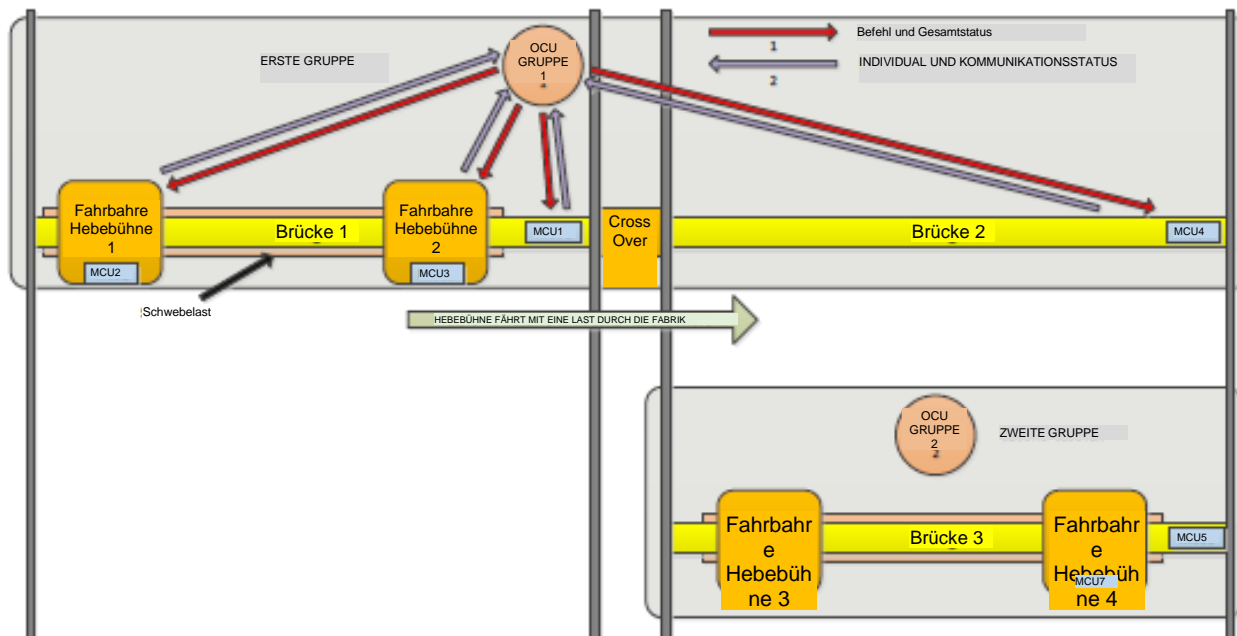 ERSTE GRUPPE
OCU
GRUPPE
1
Befehl und Gesamtstatus
1
INDIVIDUAL UND KOMMUNIKATIONSSTATUS
2
Fahrbahre
Hebebühne
1
MCU2
Brücke 1
Fahrbahre
Hebebühne
2
MCU3
MCU1
Cross
Over
Brücke 2
MCU4
Schwebelast
HEBEBÜHNE FÄHRT MIT EINE LAST DURCH DIE FABRIK
OCU
GRUPPE
2
2
ZWEITE GRUPPE
Fahrbahr
e
Hebebüh
ne 3
Brücke 3
Fahrbahr
e
Hebebüh
ne 4
MCU7
MCU5